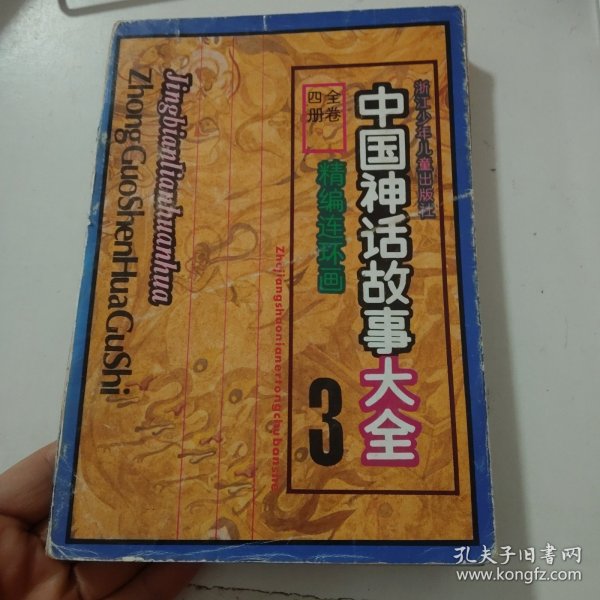 浙江少年儿童出版社
中国神话故事大全
全卷
四册
精编连环画
3
Zhejiangshaonianertongchubanshe
Jingbianlianhuanhua
ZhongGuoShenHuaGuShi
孔夫子旧书网
www.kongfz.com